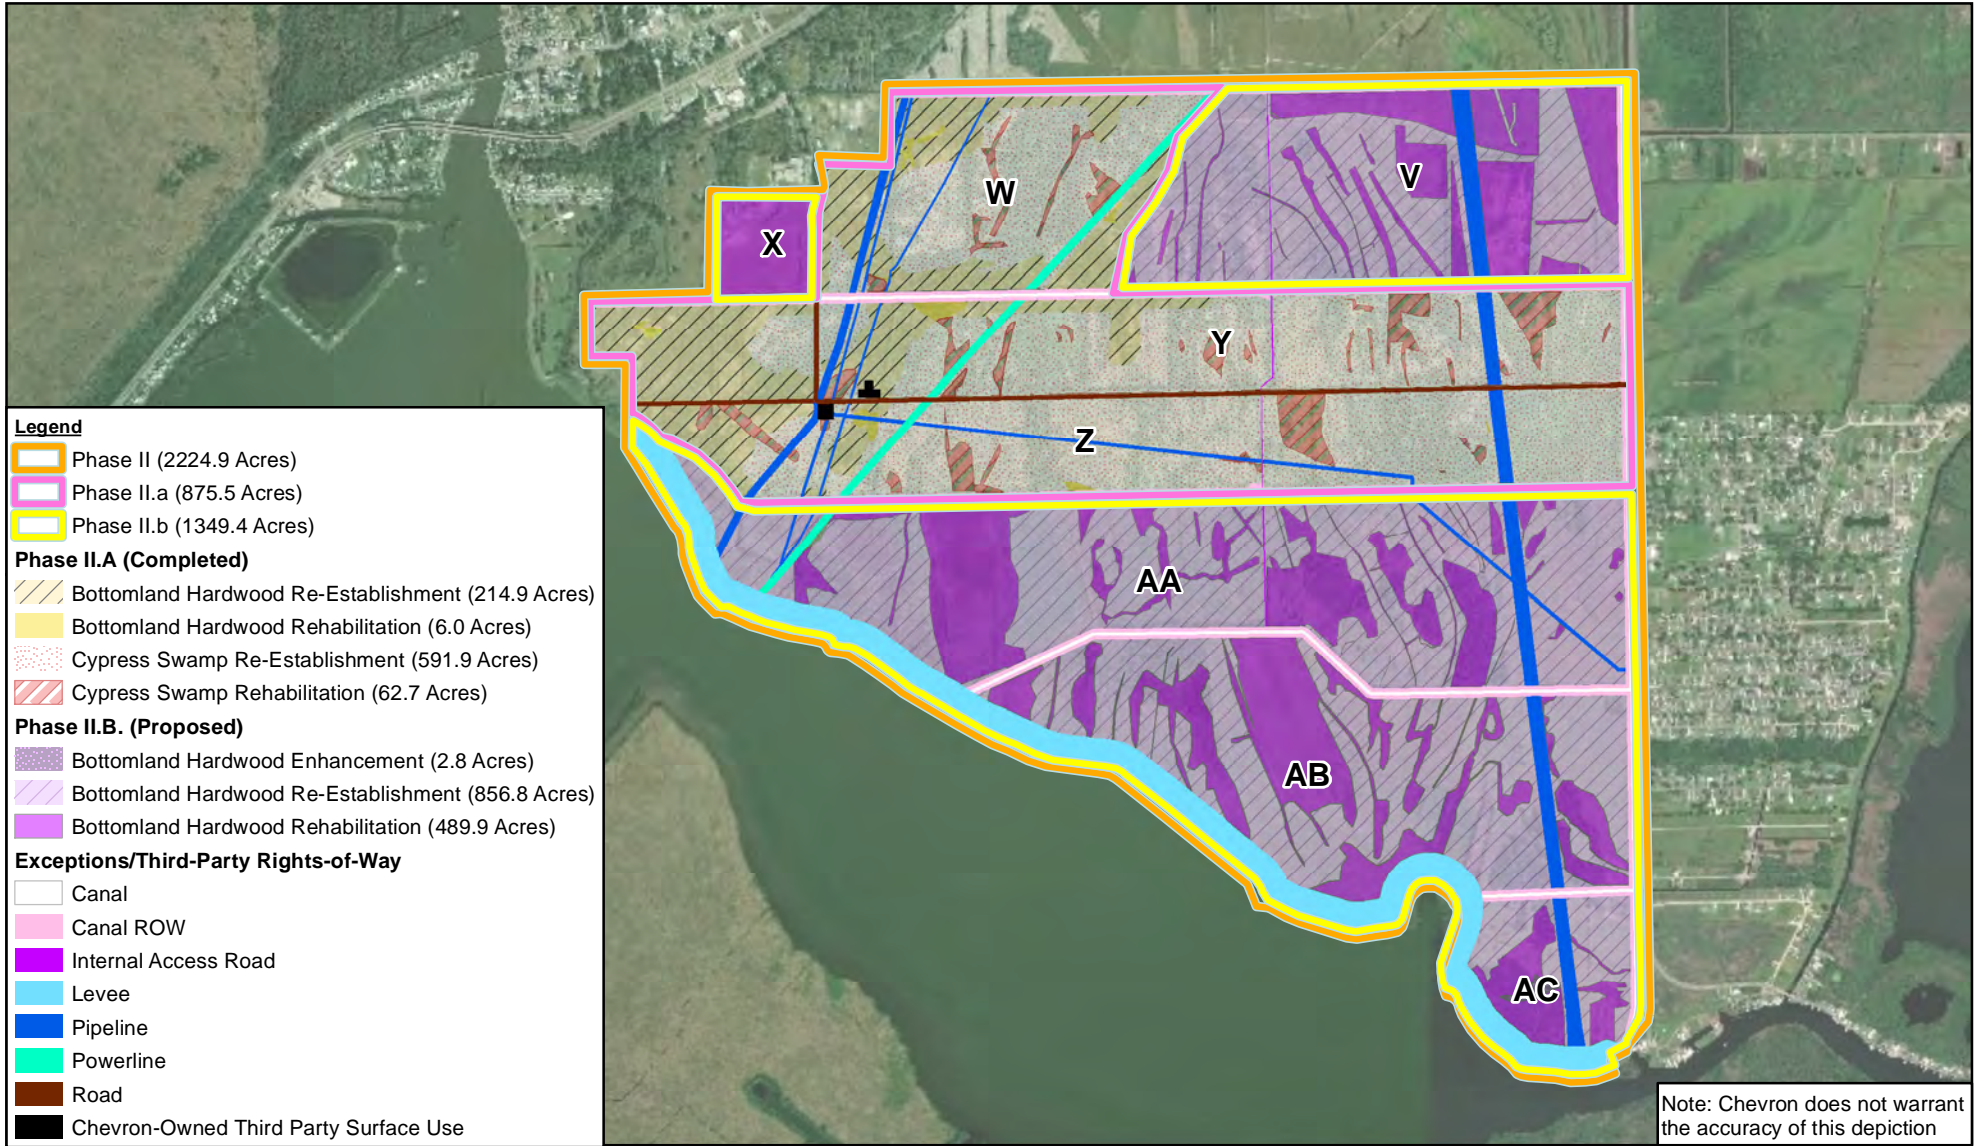 W
V
X
Y
Z
AA
AB
AC
Legend
Phase II (2224.9 Acres)
Phase II.a (875.5 Acres)
Phase II.b (1349.4 Acres)
Phase II.A (Completed)
Bottomland Hardwood Re-Establishment (214.9 Acres)
Bottomland Hardwood Rehabilitation (6.0 Acres)
Cypress Swamp Re-Establishment (591.9 Acres)
Cypress Swamp Rehabilitation (62.7 Acres)
Phase II.B. (Proposed)
Bottomland Hardwood Enhancement (2.8 Acres)
Bottomland Hardwood Re-Establishment (856.8 Acres)
Bottomland Hardwood Rehabilitation (489.9 Acres)
Exceptions/Third-Party Rights-of-Way
Canal
Canal ROW
Internal Access Road
Levee
Pipeline
Powerline
Road
Chevron-Owned Third Party Surface Use
Note: Chevron does not warrant
the accuracy of this depiction